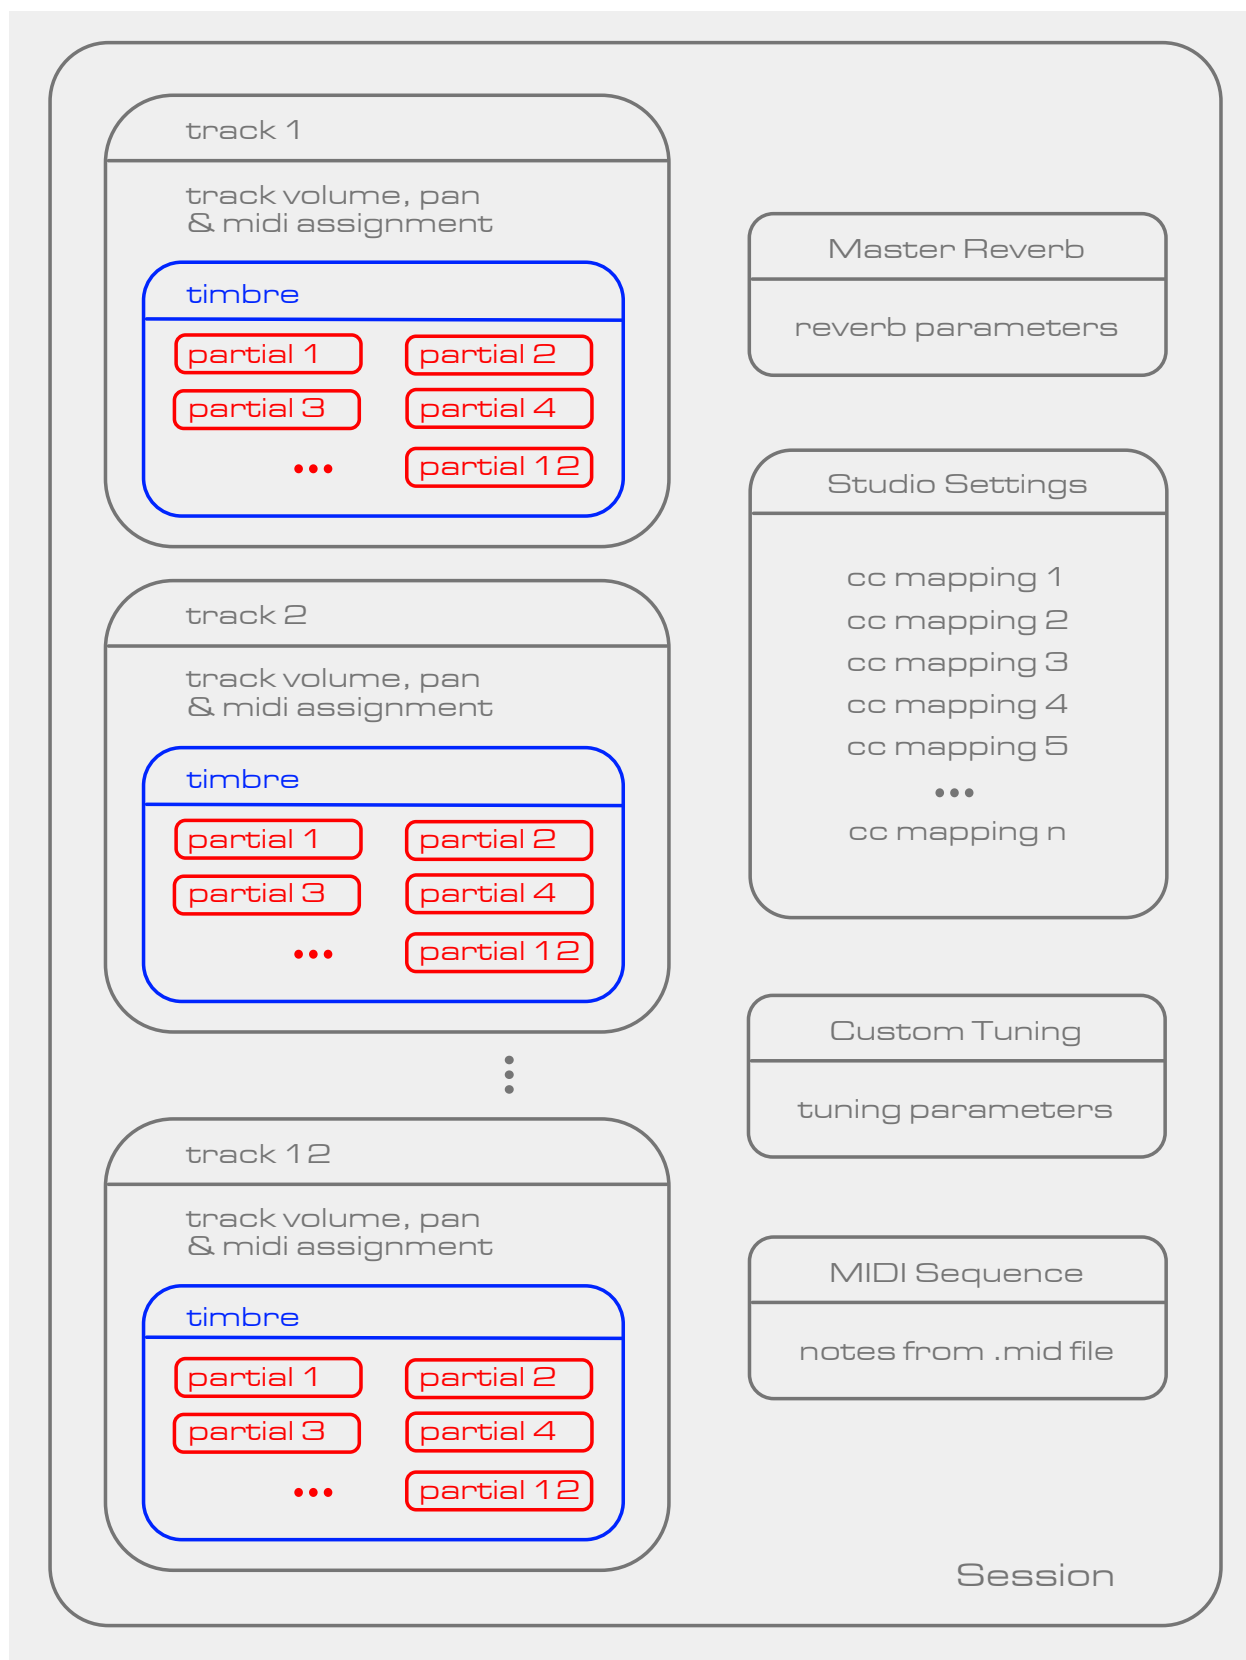 track 1
track volume, pan
& midi assignment
timbre
partial 1
partial 2
partial 3
partial 4
•••
partial 12
track 2
track volume, pan
& midi assignment
timbre
partial 1
partial 2
partial 3
partial 4
•••
partial 12
track 12
track volume, pan
& midi assignment
timbre
partial 1
partial 2
partial 3
partial 4
•••
partial 12
Master Reverb
reverb parameters
Studio Settings
cc mapping 1
cc mapping 2
cc mapping 3
cc mapping 4
cc mapping 5
•••
cc mapping n
Custom Tuning
tuning parameters
MIDI Sequence
notes from .mid file
Session